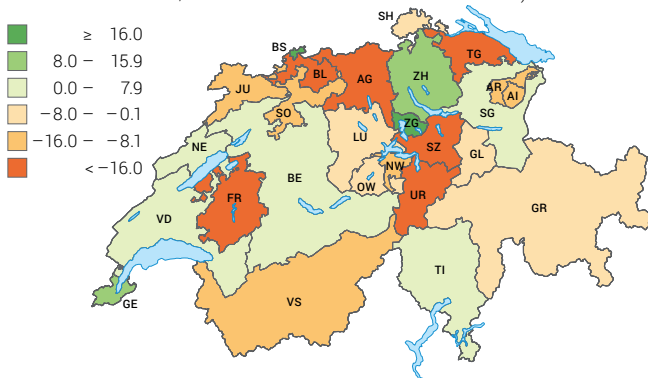 ≥ 16.0
8.0 – 15.9
0.0 – 7.9
−8.0 – −0.1
−16.0 – −8.1
< −16.0
SH
BS
TG
BL
AG
ZH
JU
AR
AI
SO
ZG
SG
NE
LU
SZ
GL
NW
BE
OW
FR
UR
GR
VD
TI
GE
VS